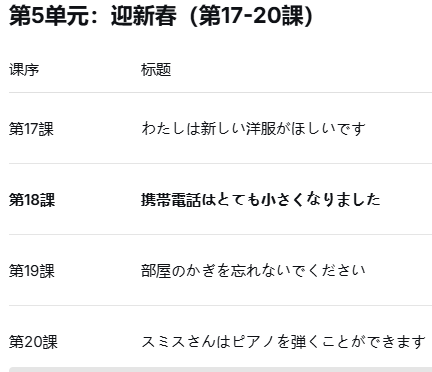 第5单元：迎新春（第17-20課）
课序 标题
第17課 わたしは新しい洋服がほしいです
第18課 携帯電話はとても小さくなりました
第19課 部屋のかぎを忘れないでください
第20課 スミスさんはピアノを弾くことができます